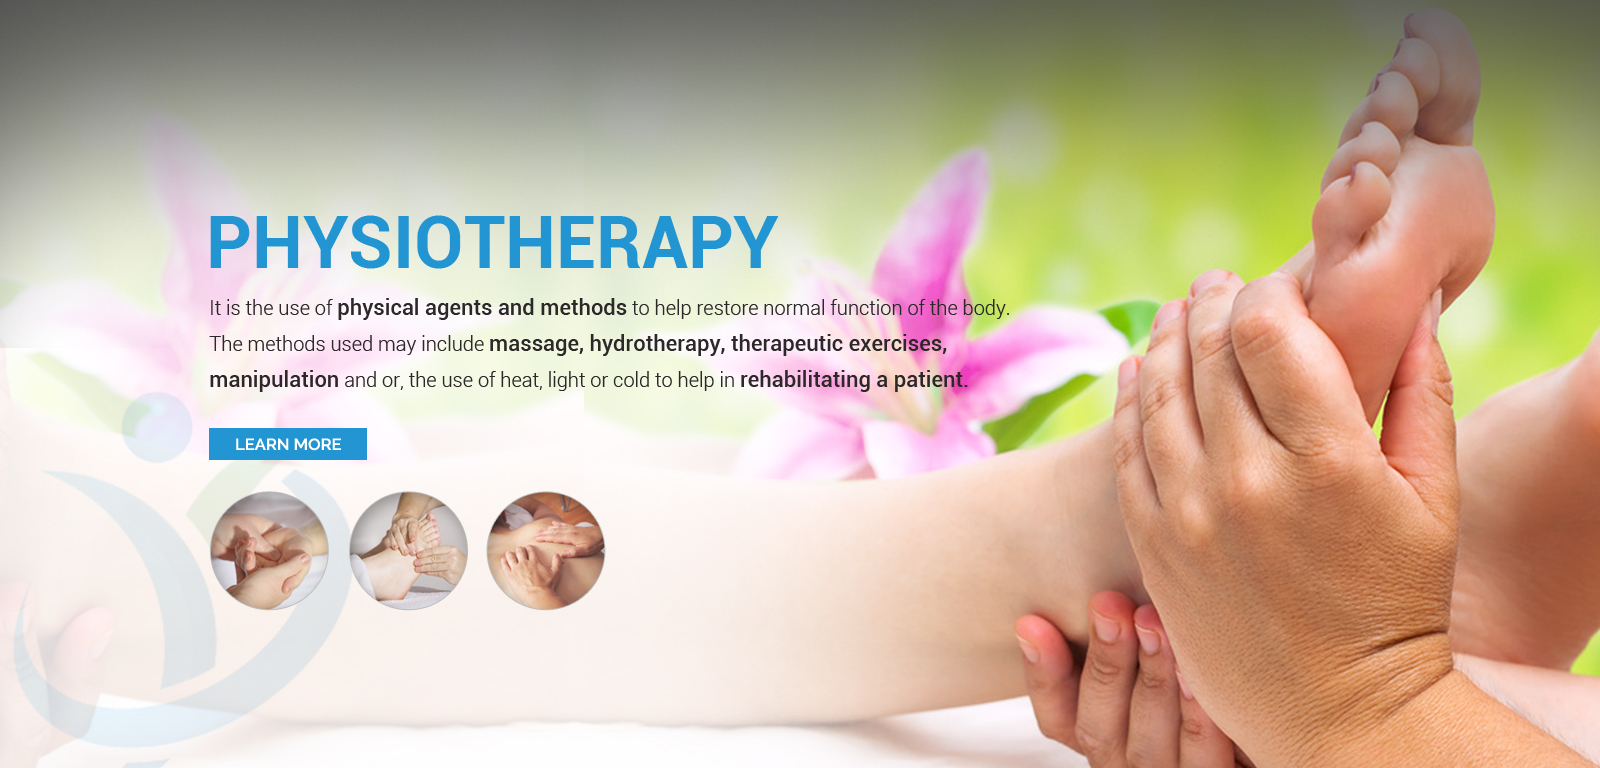 PHYSIOTHERAPY
It is the use of physical agents and methods to help restore normal function of the body.
The methods used may include massage, hydrotherapy, therapeutic exercises,
manipulation and or, the use of heat, light or cold to help in rehabilitating a patient.
LEARN MORE